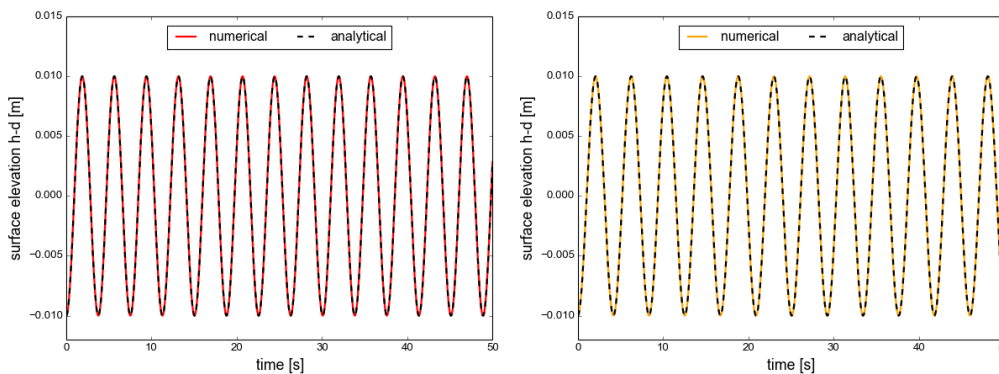 0.015
numerical analytical
0.010
0.005
0.000
−0.005
−0.010
surface elevation h-d [m]
0 10 20 30 40 50
time [s]
0.015
numerical analytical
0.010
0.005
0.000
−0.005
−0.010
surface elevation h-d [m]
0 10 20 30 40
time [s]